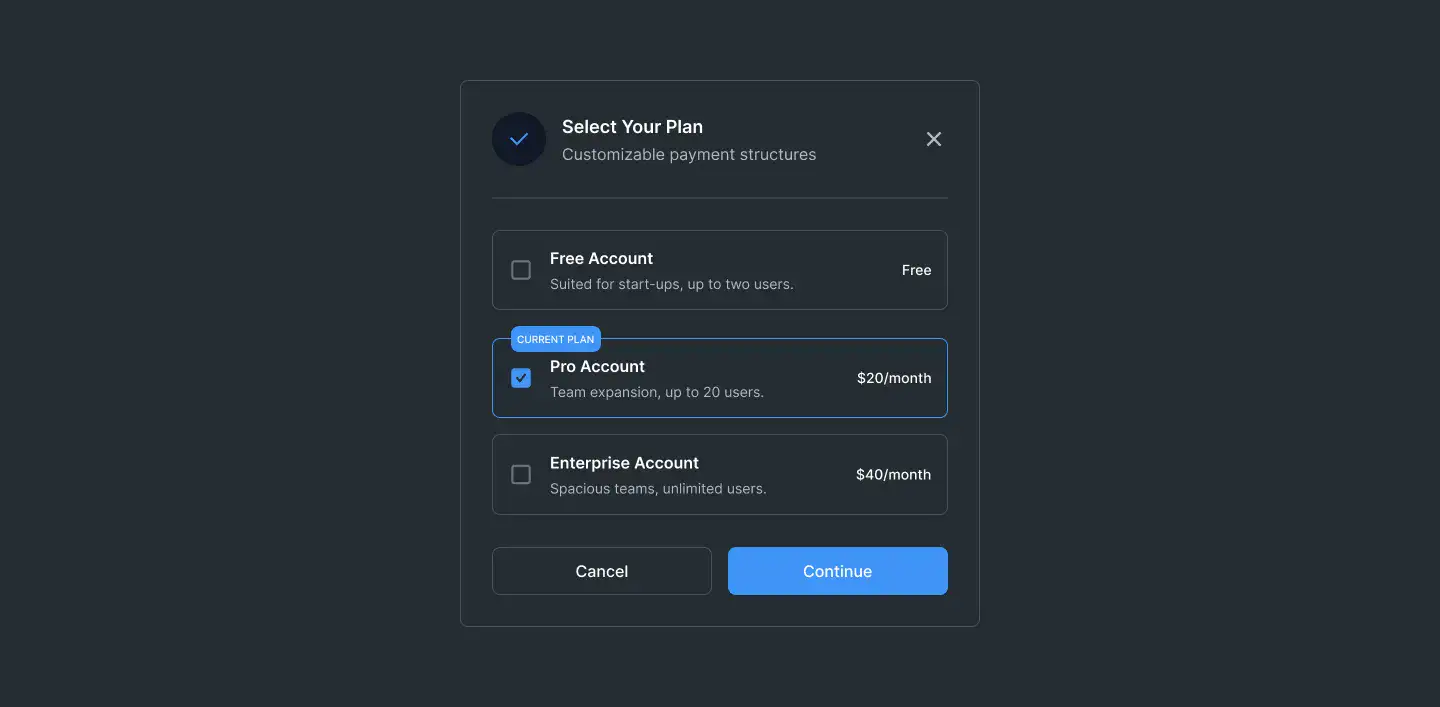 Select Your Plan
Customizable payment structures
Free Account
Suited for start-ups, up to two users.
Free
CURRENT PLAN
Pro Account
Team expansion, up to 20 users.
$20/month
Enterprise Account
Spacious teams, unlimited users.
$40/month
Cancel
Continue